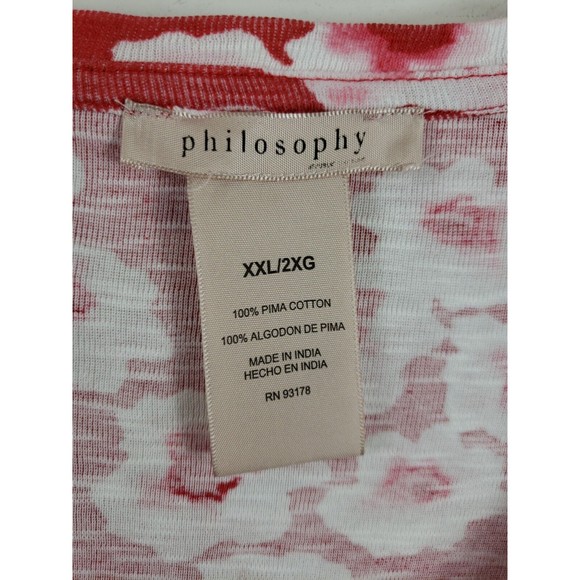 philosophy
XXL/2XG
100% PIMA COTTON
100% ALGODON DE PIMA
MADE IN INDIA
HECHO EN INDIA
RN 93178